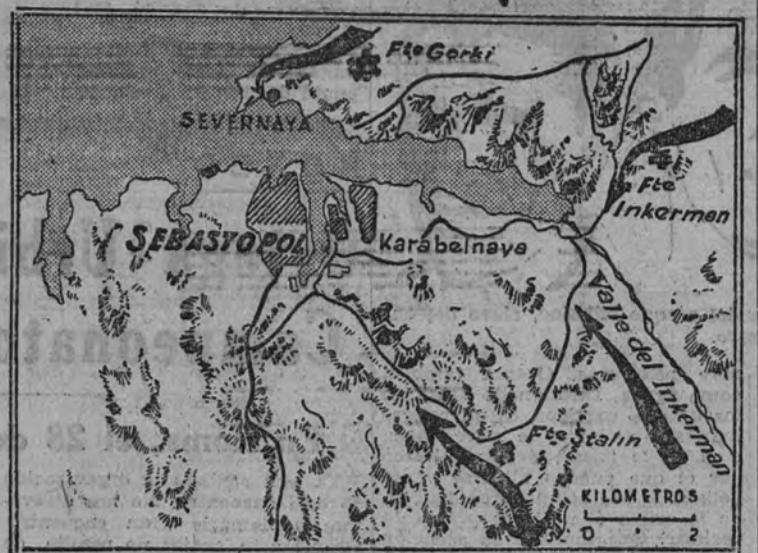 Fte Gorki
SEVERNAYA
Fte
Inkerman
SEBASTOPOL
Karabelnaya
Valle del Inkerman
Fte Stalin
KILOMETROS
0 2